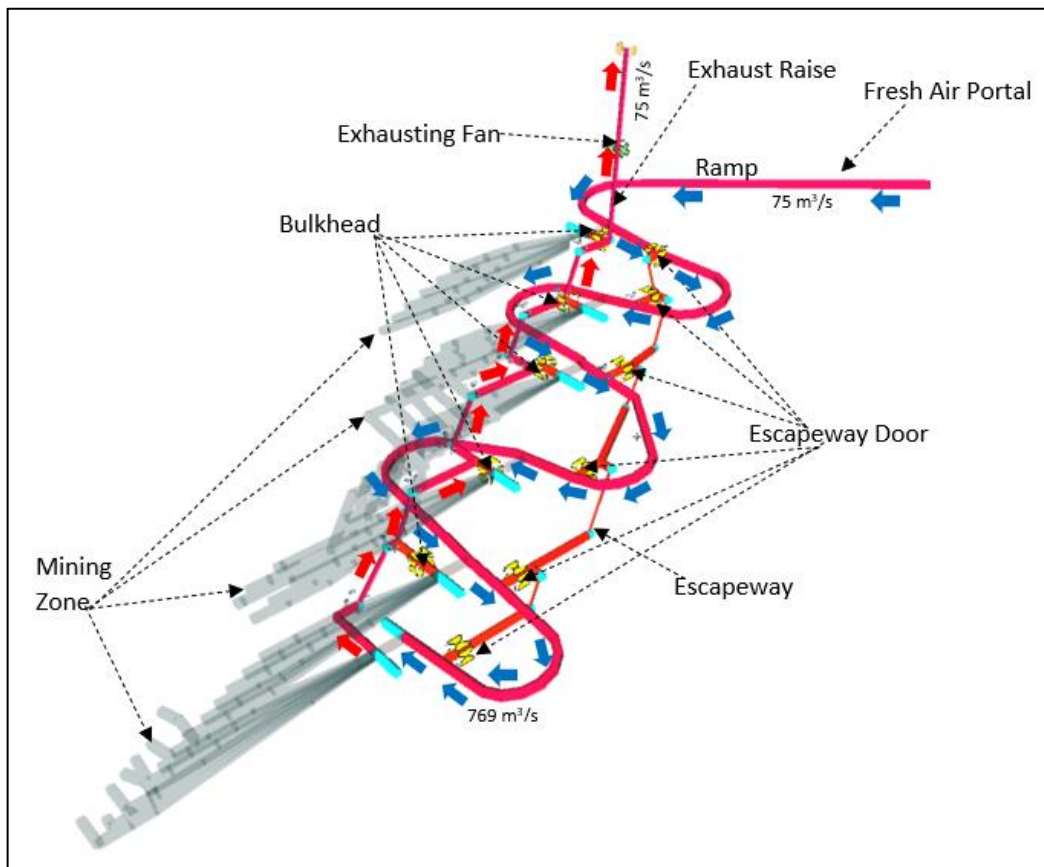 75 m³/s
Exhaust Raise
Fresh Air Portal
Exhausting Fan
Ramp
75 m³/s
Bulkhead
Escapeway Door
Mining
Zone
Escapeway
769 m³/s